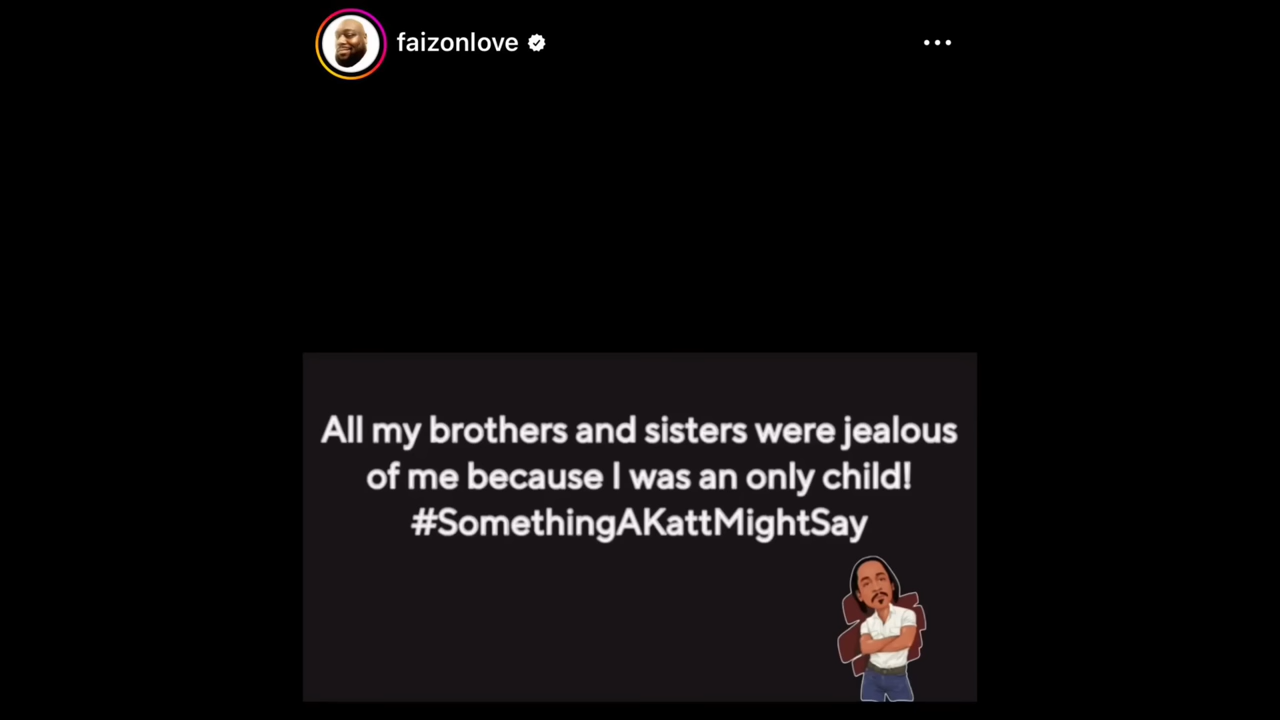 faizonlove
All my brothers and sisters were jealous
of me because I was an only child!
#SomethingAKattMightSay